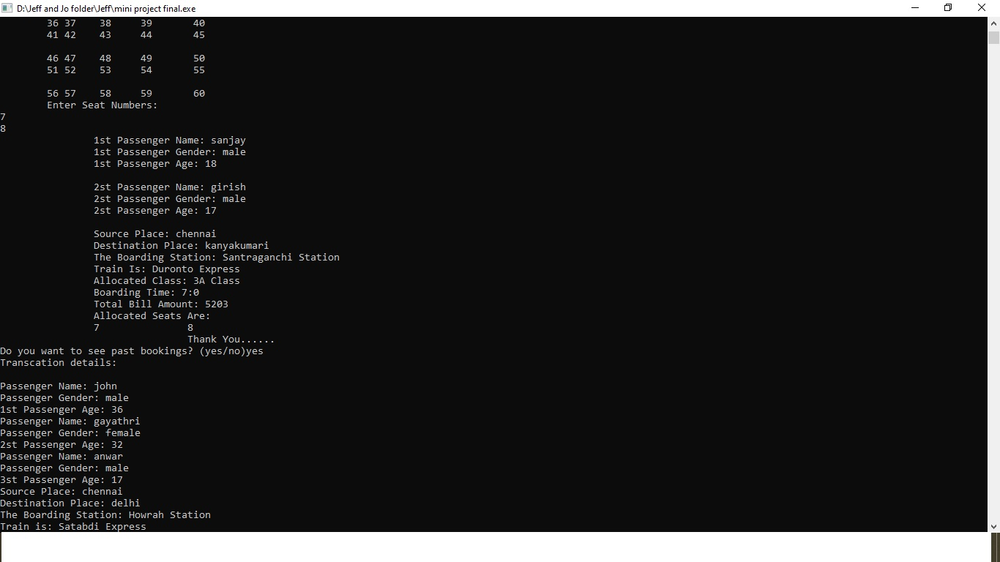 D:\Jeff and Jo folder\Jeff\mini project final.exe
36 37 38 39 40
41 42 43 44 45
46 47 48 49 50
51 52 53 54 55
56 57 58 59 60
Enter Seat Numbers:
7
8
1st Passenger Name: sanjay
1st Passenger Gender: male
1st Passenger Age: 18
2st Passenger Name: girish
2st Passenger Gender: male
2st Passenger Age: 17
Source Place: chennai
Destination Place: kanyakumari
The Boarding Station: Santraganchi Station
Train Is: Duronto Express
Allocated Class: 3A Class
Boarding Time: 7:0
Total Bill Amount: 5203
Allocated Seats Are:
7 8
Thank You......
Do you want to see past bookings? (yes/no)yes
Transcation details:
Passenger Name: john
Passenger Gender: male
1st Passenger Age: 36
Passenger Name: gayathri
Passenger Gender: female
2st Passenger Age: 32
Passenger Name: anwar
Passenger Gender: male
3st Passenger Age: 17
Source Place: chennai
Destination Place: delhi
The Boarding Station: Howrah Station
Train is: Satabdi Express